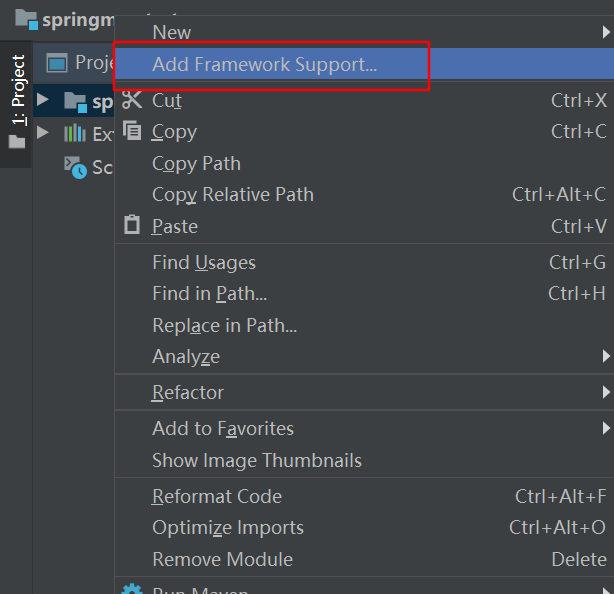 springm
New
1: Project
Proje
Add Framework Support...
sp
Cut Ctrl+X
Ext
Copy Ctrl+C
Sc
Copy Path
Copy Relative Path Ctrl+Alt+C
Paste Ctrl+V
Find Usages Ctrl+G
Find in Path... Ctrl+H
Replace in Path...
Analyze
Refactor
Add to Favorites
Show Image Thumbnails
Reformat Code Ctrl+Alt+F
Optimize Imports Ctrl+Alt+O
Remove Module Delete
Run Maven